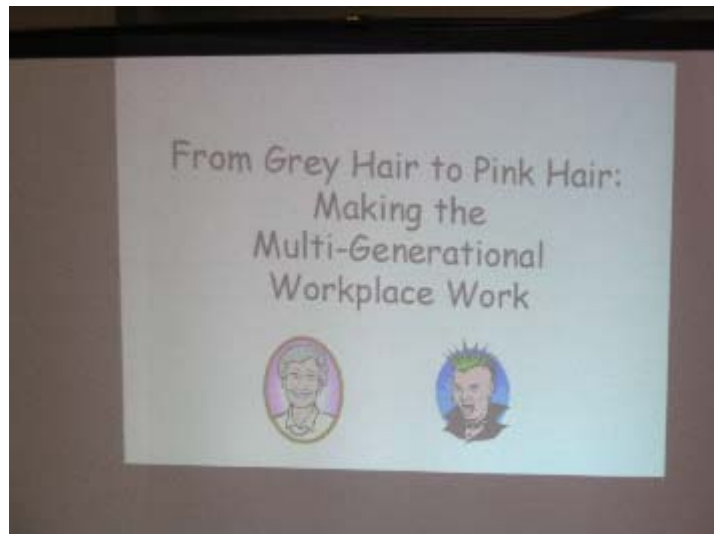 From Grey Hair to Pink Hair:
Making the
Multi-Generational
Workplace Work